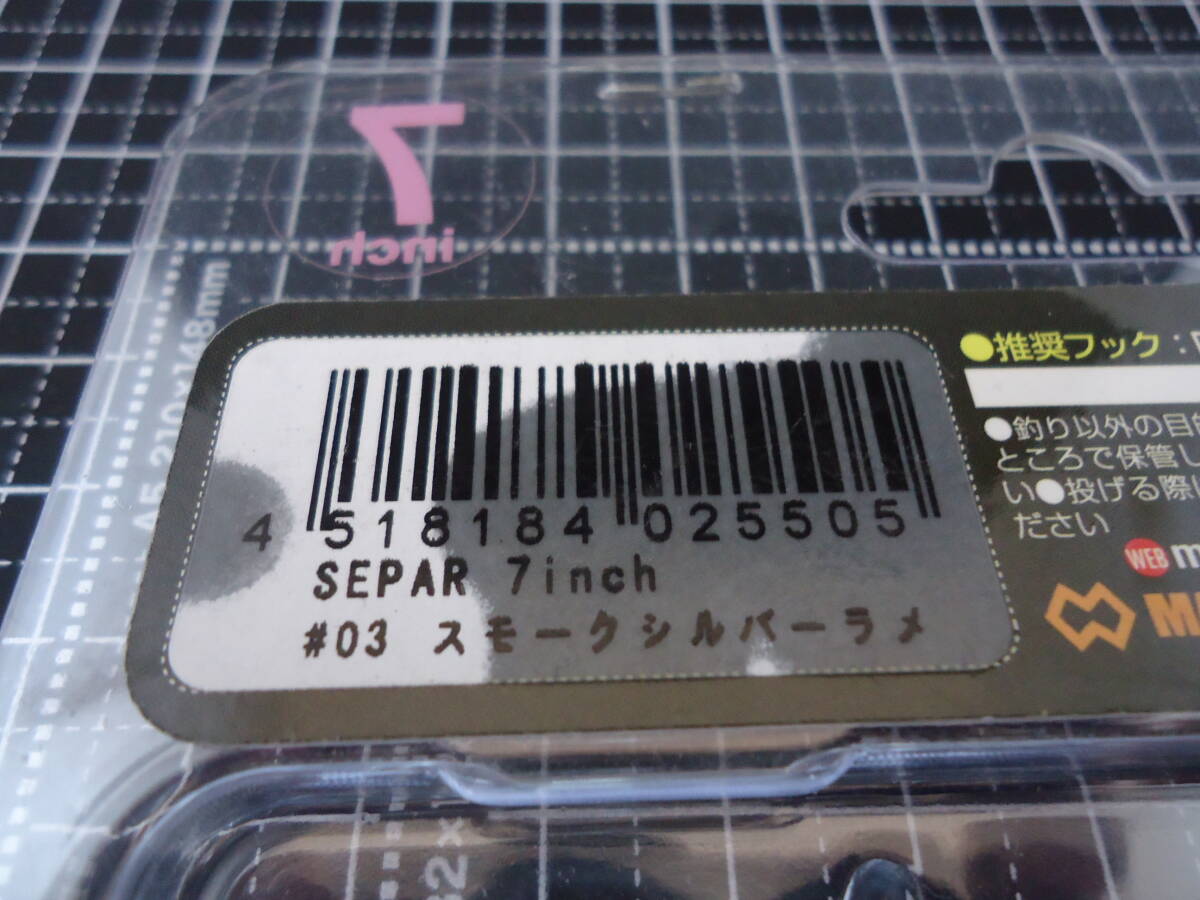 7
inch
A5 210×148mm
4 518184 025505
SEPAR 7inch
#03 スモークシルバーラメ
●推奨フック:
●釣り以外の目
ところで保管し
い●投げる際
ださい
WEB m